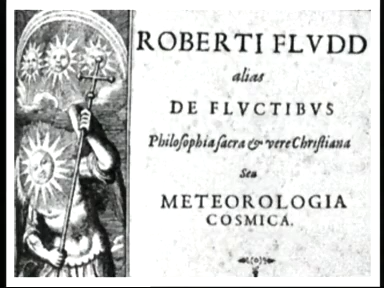 ROBERTI FLVDD
alias
DE FLVCTIBVS
Philosophia sacra & vere Christiana
Seu
METEOROLOGIA
COSMICA.